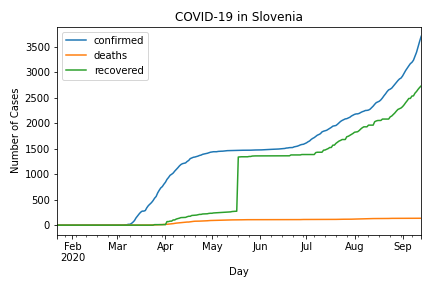 COVID-19 in Slovenia
confirmed
deaths
recovered
Number of Cases
3500
3000
2500
2000
1500
1000
500
0
Feb Mar Apr May Jun Jul Aug Sep
2020
Day